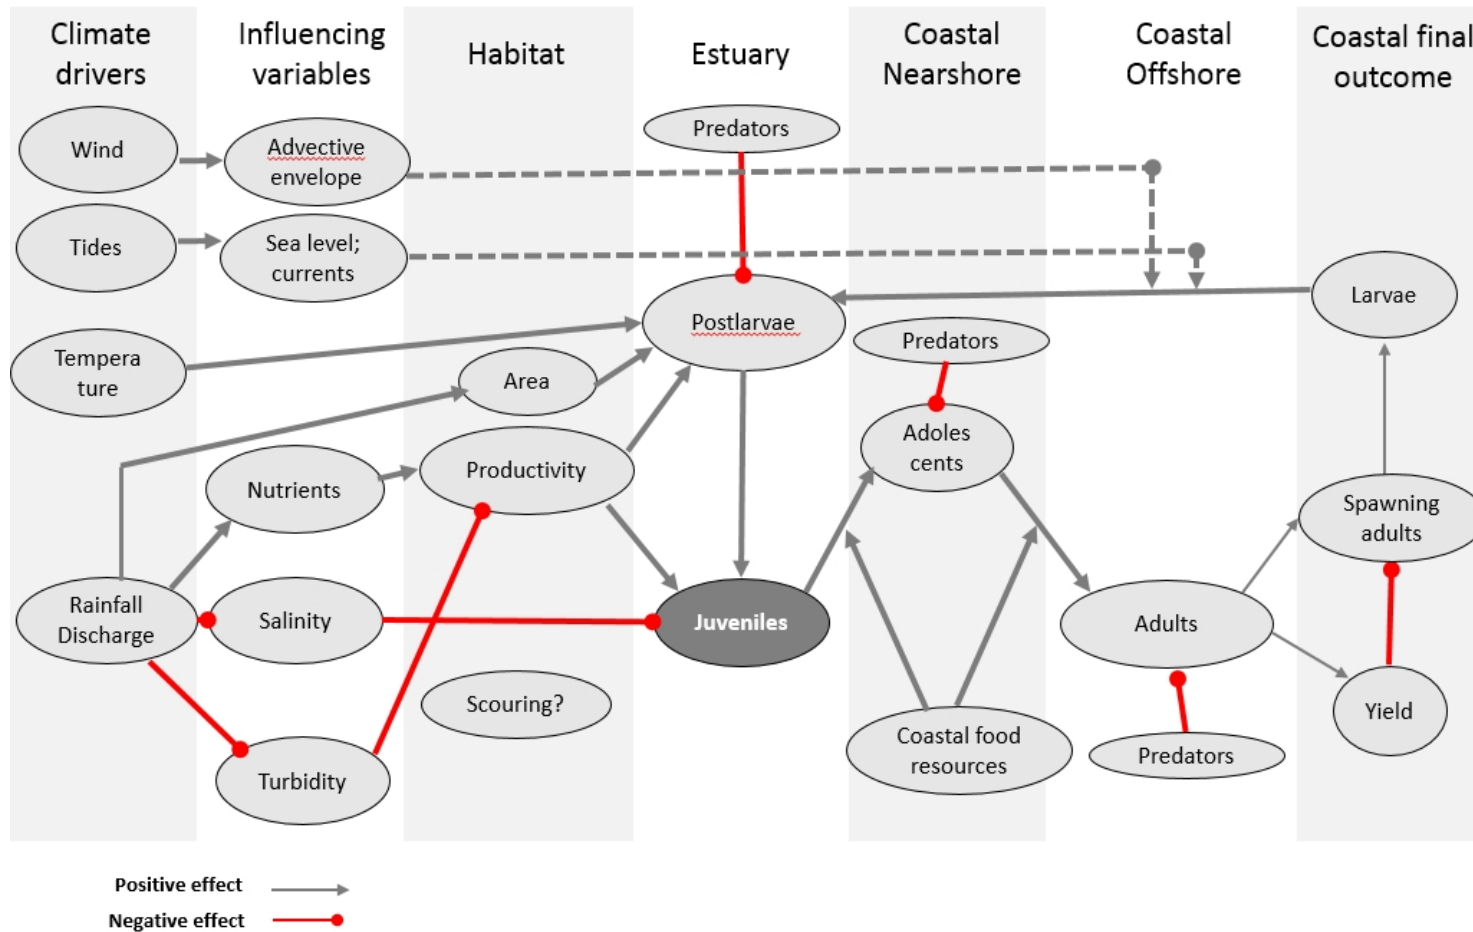 Climate
drivers
Influencing
variables
Habitat
Estuary
Coastal
Nearshore
Coastal
Offshore
Coastal final
outcome
Wind
Advective
envelope
Predators
Tides
Sea level;
currents
Larvae
Postlarvae
Tempera
ture
Area
Predators
Adoles
cents
Nutrients
Productivity
Spawning
adults
Rainfall
Discharge
Salinity
Juveniles
Adults
Scouring?
Yield
Turbidity
Coastal food
resources
Predators
Positive effect
Negative effect